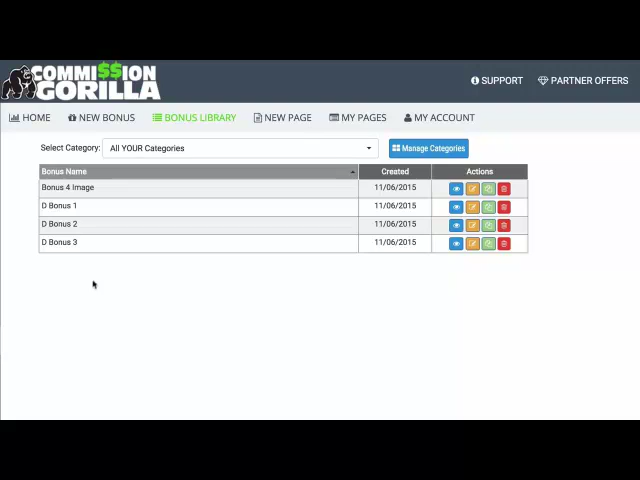 COMMI$$ION
GORILLA
SUPPORT PARTNER OFFERS
HOME NEW BONUS BONUS LIBRARY NEW PAGE MY PAGES MY ACCOUNT
Select Category: All YOUR Categories Manage Categories
Bonus Name Created Actions
Bonus 4 Image 11/06/2015
D Bonus 1 11/06/2015
D Bonus 2 11/06/2015
D Bonus 3 11/06/2015